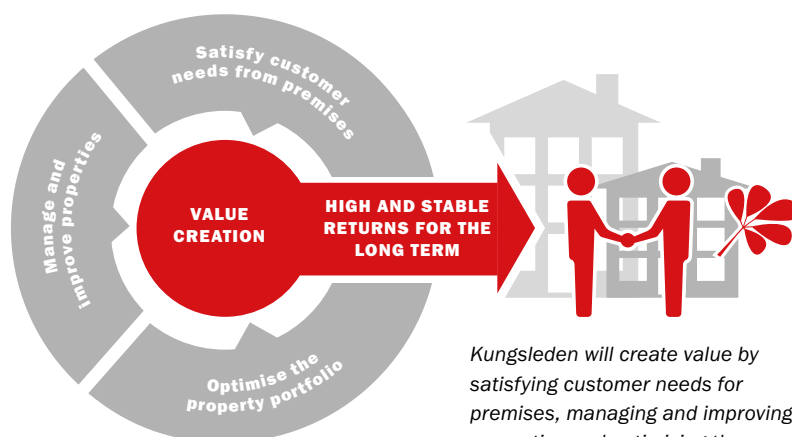 Satisfy customer
needs from premises
Manage and
improve properties
VALUE
CREATION
HIGH AND STABLE
RETURNS FOR THE
LONG TERM
Optimise the
property portfolio
Kungsleden will create value by
satisfying customer needs for
premises, managing and improving